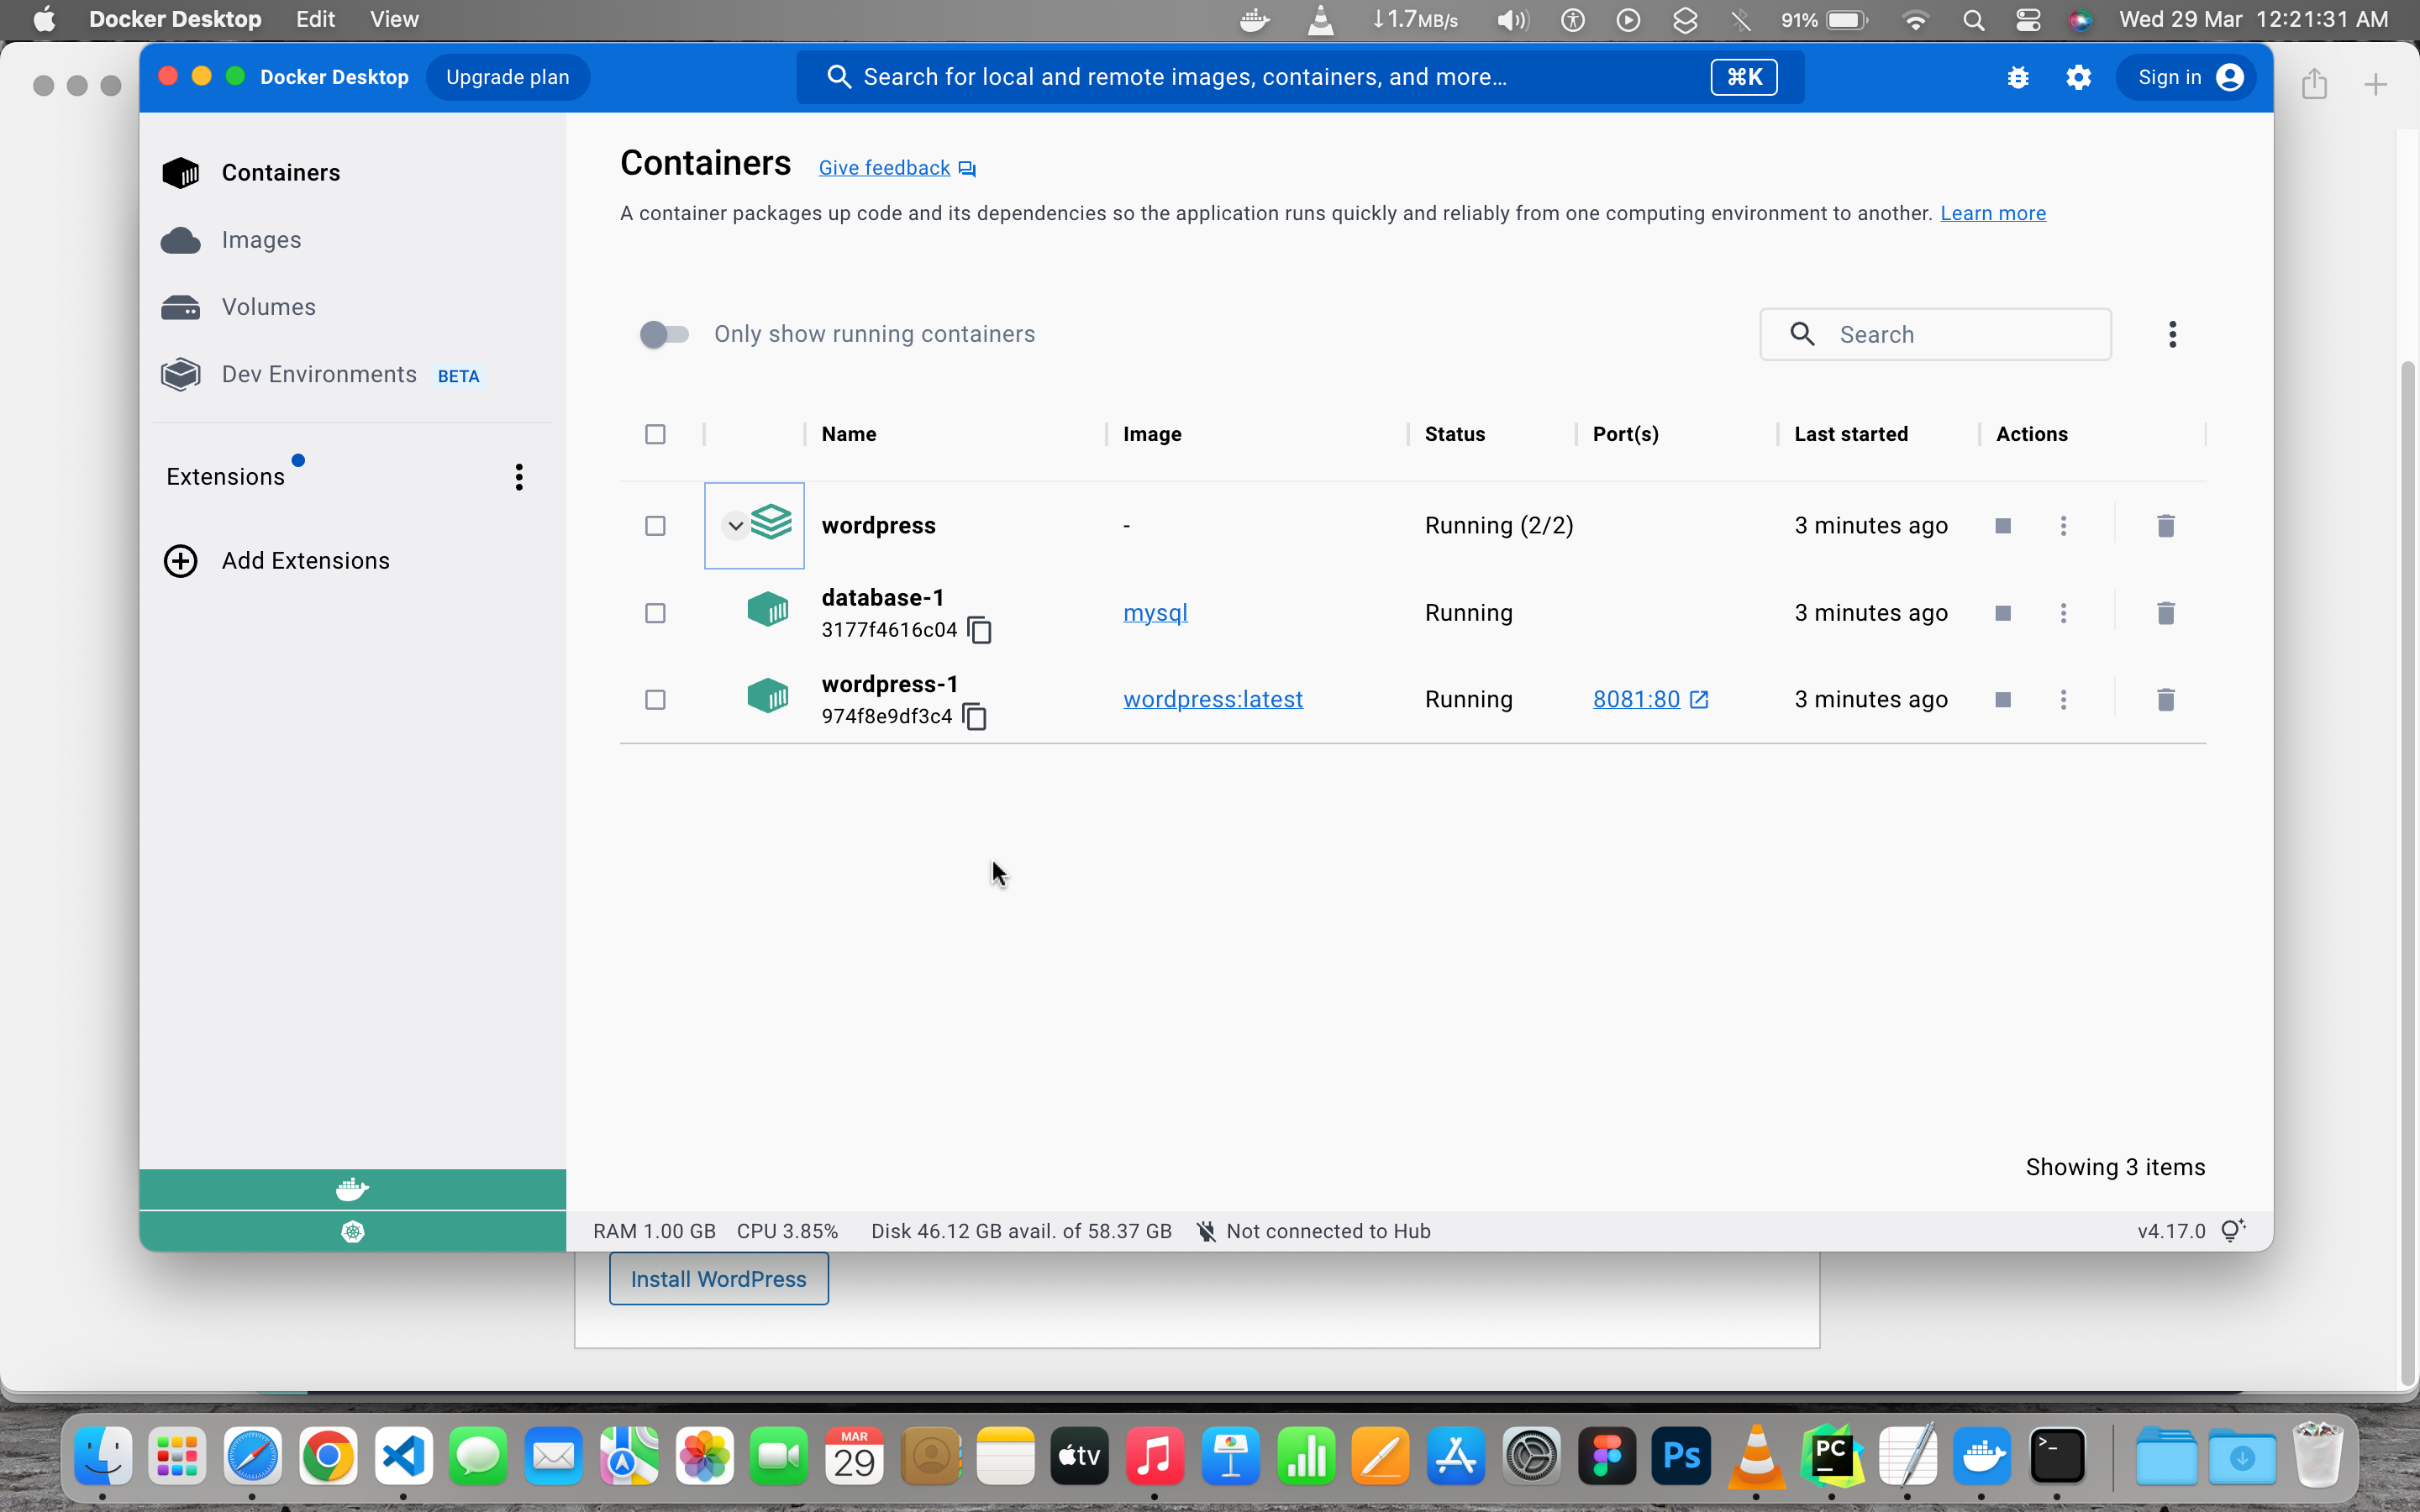 Docker Desktop Edit View ↓1.7MB/s 91% Wed 29 Mar 12:21:31 AM
Docker Desktop Upgrade plan Search for local and remote images, containers, and more... ⌘K Sign in
Containers
Images
Volumes
Dev Environments BETA
Extensions
Add Extensions
Containers Give feedback
A container packages up code and its dependencies so the application runs quickly and reliably from one computing environment to another. Learn more
Only show running containers Search
Name Image Status Port(s) Last started Actions
wordpress - Running (2/2) 3 minutes ago
database-1
3177f4616c04 mysql Running 3 minutes ago
wordpress-1
974f8e9df3c4 wordpress:latest Running 8081:80 3 minutes ago
Showing 3 items
RAM 1.00 GB CPU 3.85% Disk 46.12 GB avail. of 58.37 GB Not connected to Hub v4.17.0
Install WordPress
MAR
29
tv
Ps
PC
>_